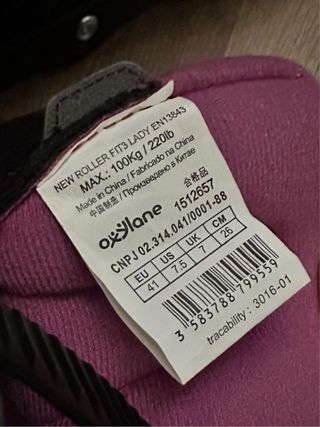 NEW ROLLER FIT3 LADY EN13843
MAX.: 100Kg / 220lb
Made in China / Fabricado na China
中国制造 / Произведено в Китае
合格品
oxylane 1512657
CNPJ 02.314.041/0001-88
EU US UK CM
41 7.5 7 26
3 583788 799559
tracability : 3016-01